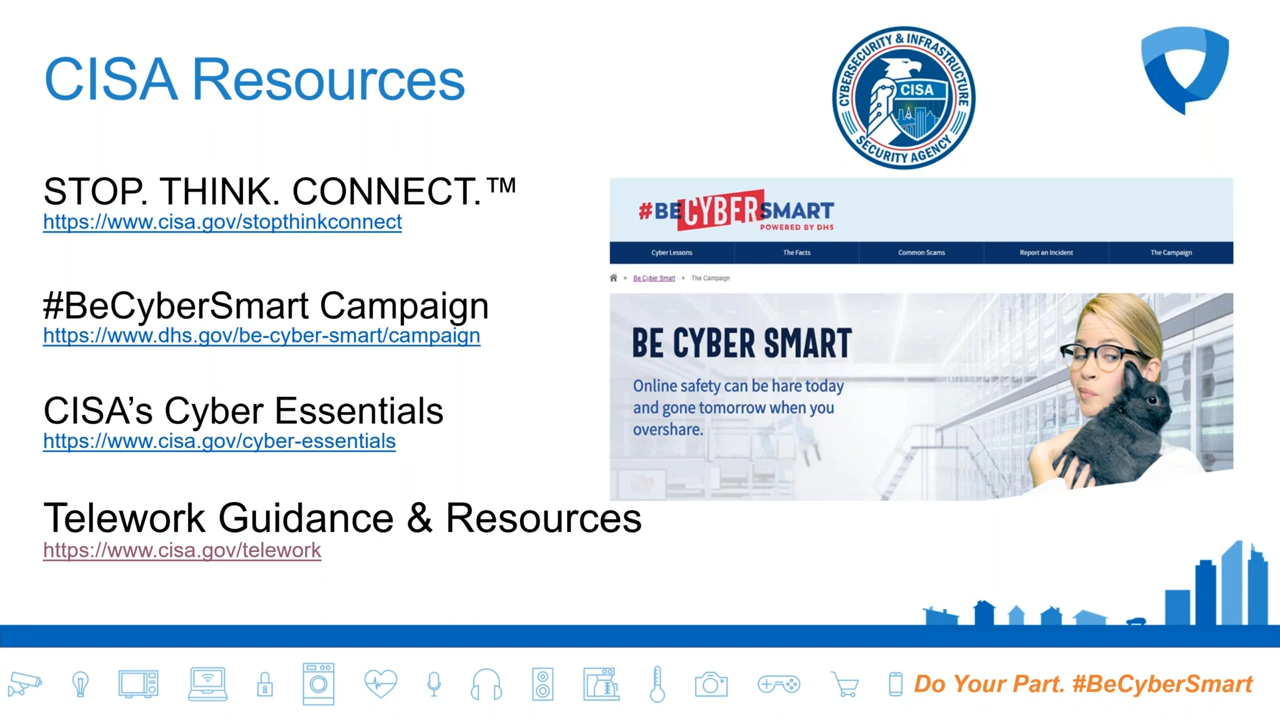 CISA Resources
CYBERSECURITY & INFRASTRUCTURE
CISA
SECURITY AGENCY
STOP. THINK. CONNECT.™
https://www.cisa.gov/stopthinkconnect
#BeCyberSmart Campaign
https://www.dhs.gov/be-cyber-smart/campaign
CISA’s Cyber Essentials
https://www.cisa.gov/cyber-essentials
Telework Guidance & Resources
https://www.cisa.gov/telework
#BECYBERSMART
POWERED BY DHS
Cyber Lessons The Facts Common Scams Report an Incident The Campaign
> Be Cyber Smart > The Campaign
BE CYBER SMART
Online safety can be hare today
and gone tomorrow when you
overshare.
Do Your Part. #BeCyberSmart